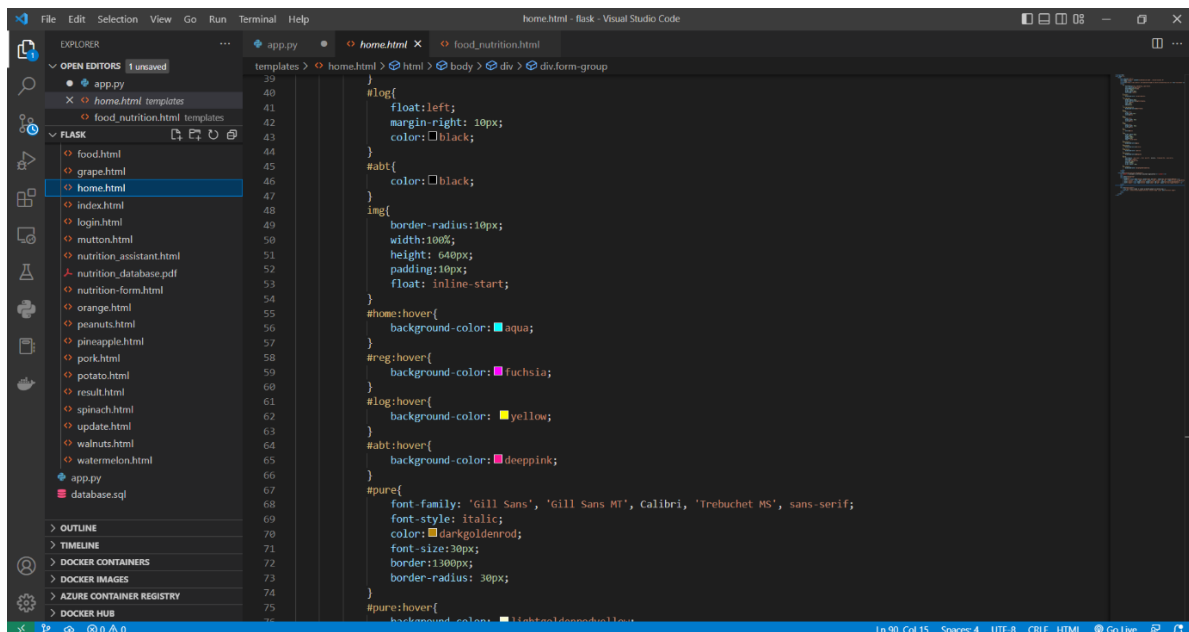 File Edit Selection View Go Run Terminal Help
home.html - flask - Visual Studio Code
EXPLORER
OPEN EDITORS 1 unsaved
app.py
home.html templates
food_nutrition.html templates
FLASK
food.html
grape.html
home.html
index.html
login.html
mutton.html
nutrition_assistant.html
nutrition_database.pdf
nutrition-form.html
orange.html
peanuts.html
pineapple.html
pork.html
potato.html
result.html
spinach.html
update.html
walnuts.html
watermelon.html
app.py
database.sql
OUTLINE
TIMELINE
DOCKER CONTAINERS
DOCKER IMAGES
AZURE CONTAINER REGISTRY
DOCKER HUB
app.py home.html food_nutrition.html
templates > home.html > html > body > div > div.form-group
39 }
40 #log{
41 float:left;
42 margin-right: 10px;
43 color: black;
44 }
45 #abt{
46 color: black;
47 }
48 img{
49 border-radius:10px;
50 width:100%;
51 height: 640px;
52 padding:10px;
53 float: inline-start;
54 }
55 #home:hover{
56 background-color: aqua;
57 }
58 #reg:hover{
59 background-color: fuchsia;
60 }
61 #log:hover{
62 background-color: yellow;
63 }
64 #abt:hover{
65 background-color: deeppink;
66 }
67 #pure{
68 font-family: 'Gill Sans', 'Gill Sans MT', Calibri, 'Trebuchet MS', sans-serif;
69 font-style: italic;
70 color: darkgoldenrod;
71 font-size:30px;
72 border:1300px;
73 border-radius: 30px;
74 }
75 #pure:hover{
76 background-color: lightgoldenrodyellow;
0 0 Ln 90, Col 15 Spaces: 4 UTF-8 CRLF HTML Go Live